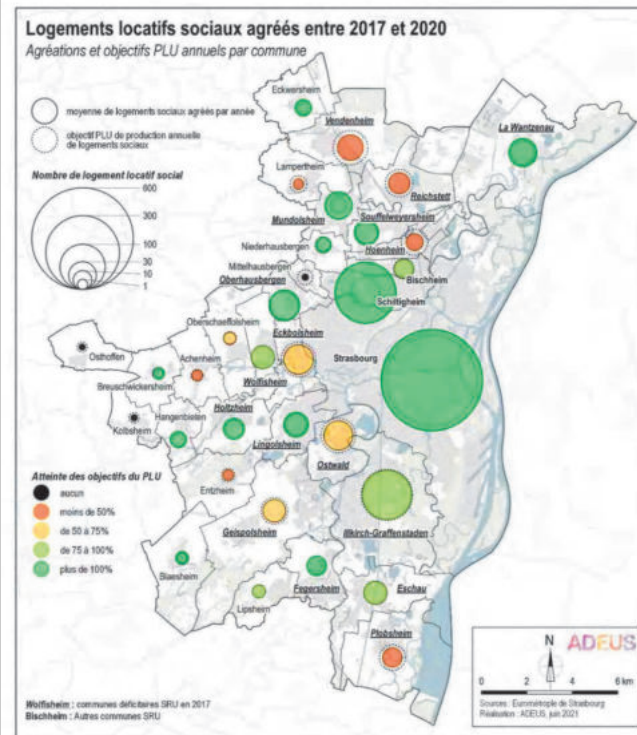 Logements locatifs sociaux agréés entre 2017 et 2020
Agréations et objectifs PLU annuels par commune
moyenne de logements sociaux agréés par année
objectif PLU de production annuelle
de logements sociaux
Nombre de logement locatif social
600
300
100
30
10
1
Eckwersheim
Vendenheim
La Wantzenau
Lampertheim
Reichstett
Mundolsheim
Souffelweyersheim
Niederhausbergen
Hoenheim
Mittelhausbergen
Bischheim
Oberhausbergen
Schiltigheim
Oberschaeffolsheim
Eckbolsheim
Strasbourg
Osthoffen
Achenheim
Breuschwickersheim
Wolfisheim
Hangenbieten
Holtzheim
Kolbsheim
Lingolsheim
Ostwald
Entzheim
Geispolsheim
Illkirch-Graffenstaden
Blaesheim
Fegersheim
Lipsheim
Eschau
Plobsheim
Atteinte des objectifs du PLU
aucun
moins de 50%
de 50 à 75%
de 75 à 100%
plus de 100%
Wolfisheim : communes déficitaires SRU en 2017
Bischheim : Autres communes SRU
N
ADEUS
0 2 4 6 km
Sources : Eurométropole de Strasbourg
Réalisation : ADEUS, juin 2021